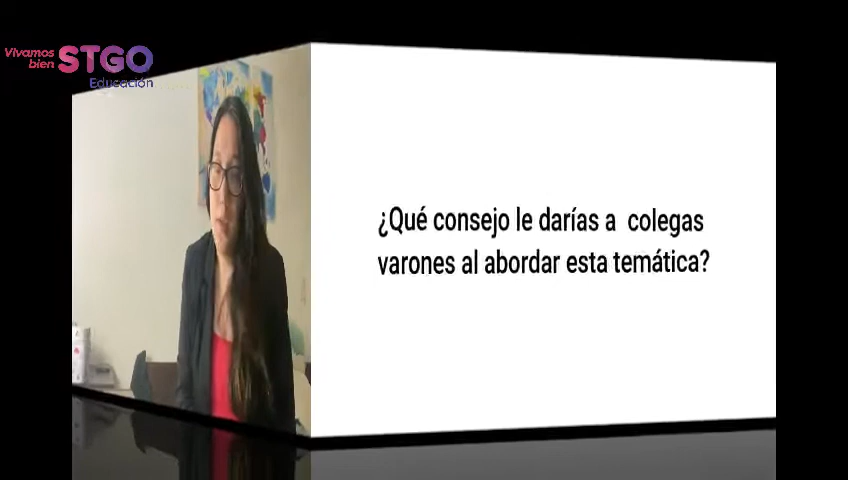 Vivamos
bien
STGO
Educación
¿Qué consejo le darías a  colegas
varones al abordar esta temática?